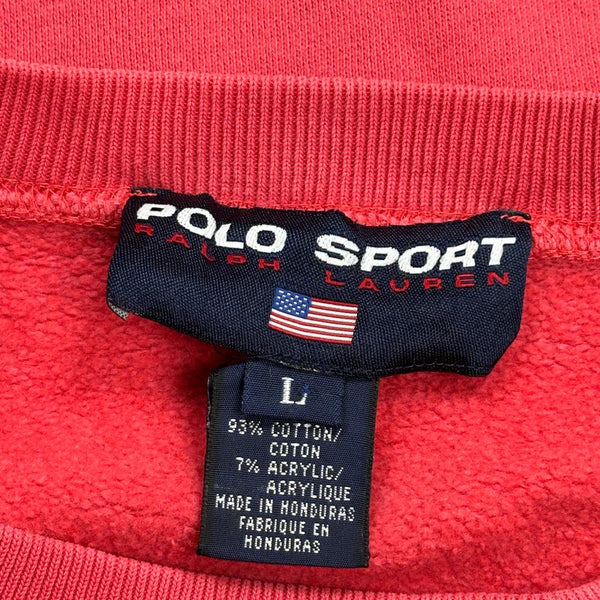 POLO SPORT
RALPH LAUREN
L
93% COTTON/
COTON
7% ACRYLIC/
ACRYLIQUE
MADE IN HONDURAS
FABRIQUE EN
HONDURAS